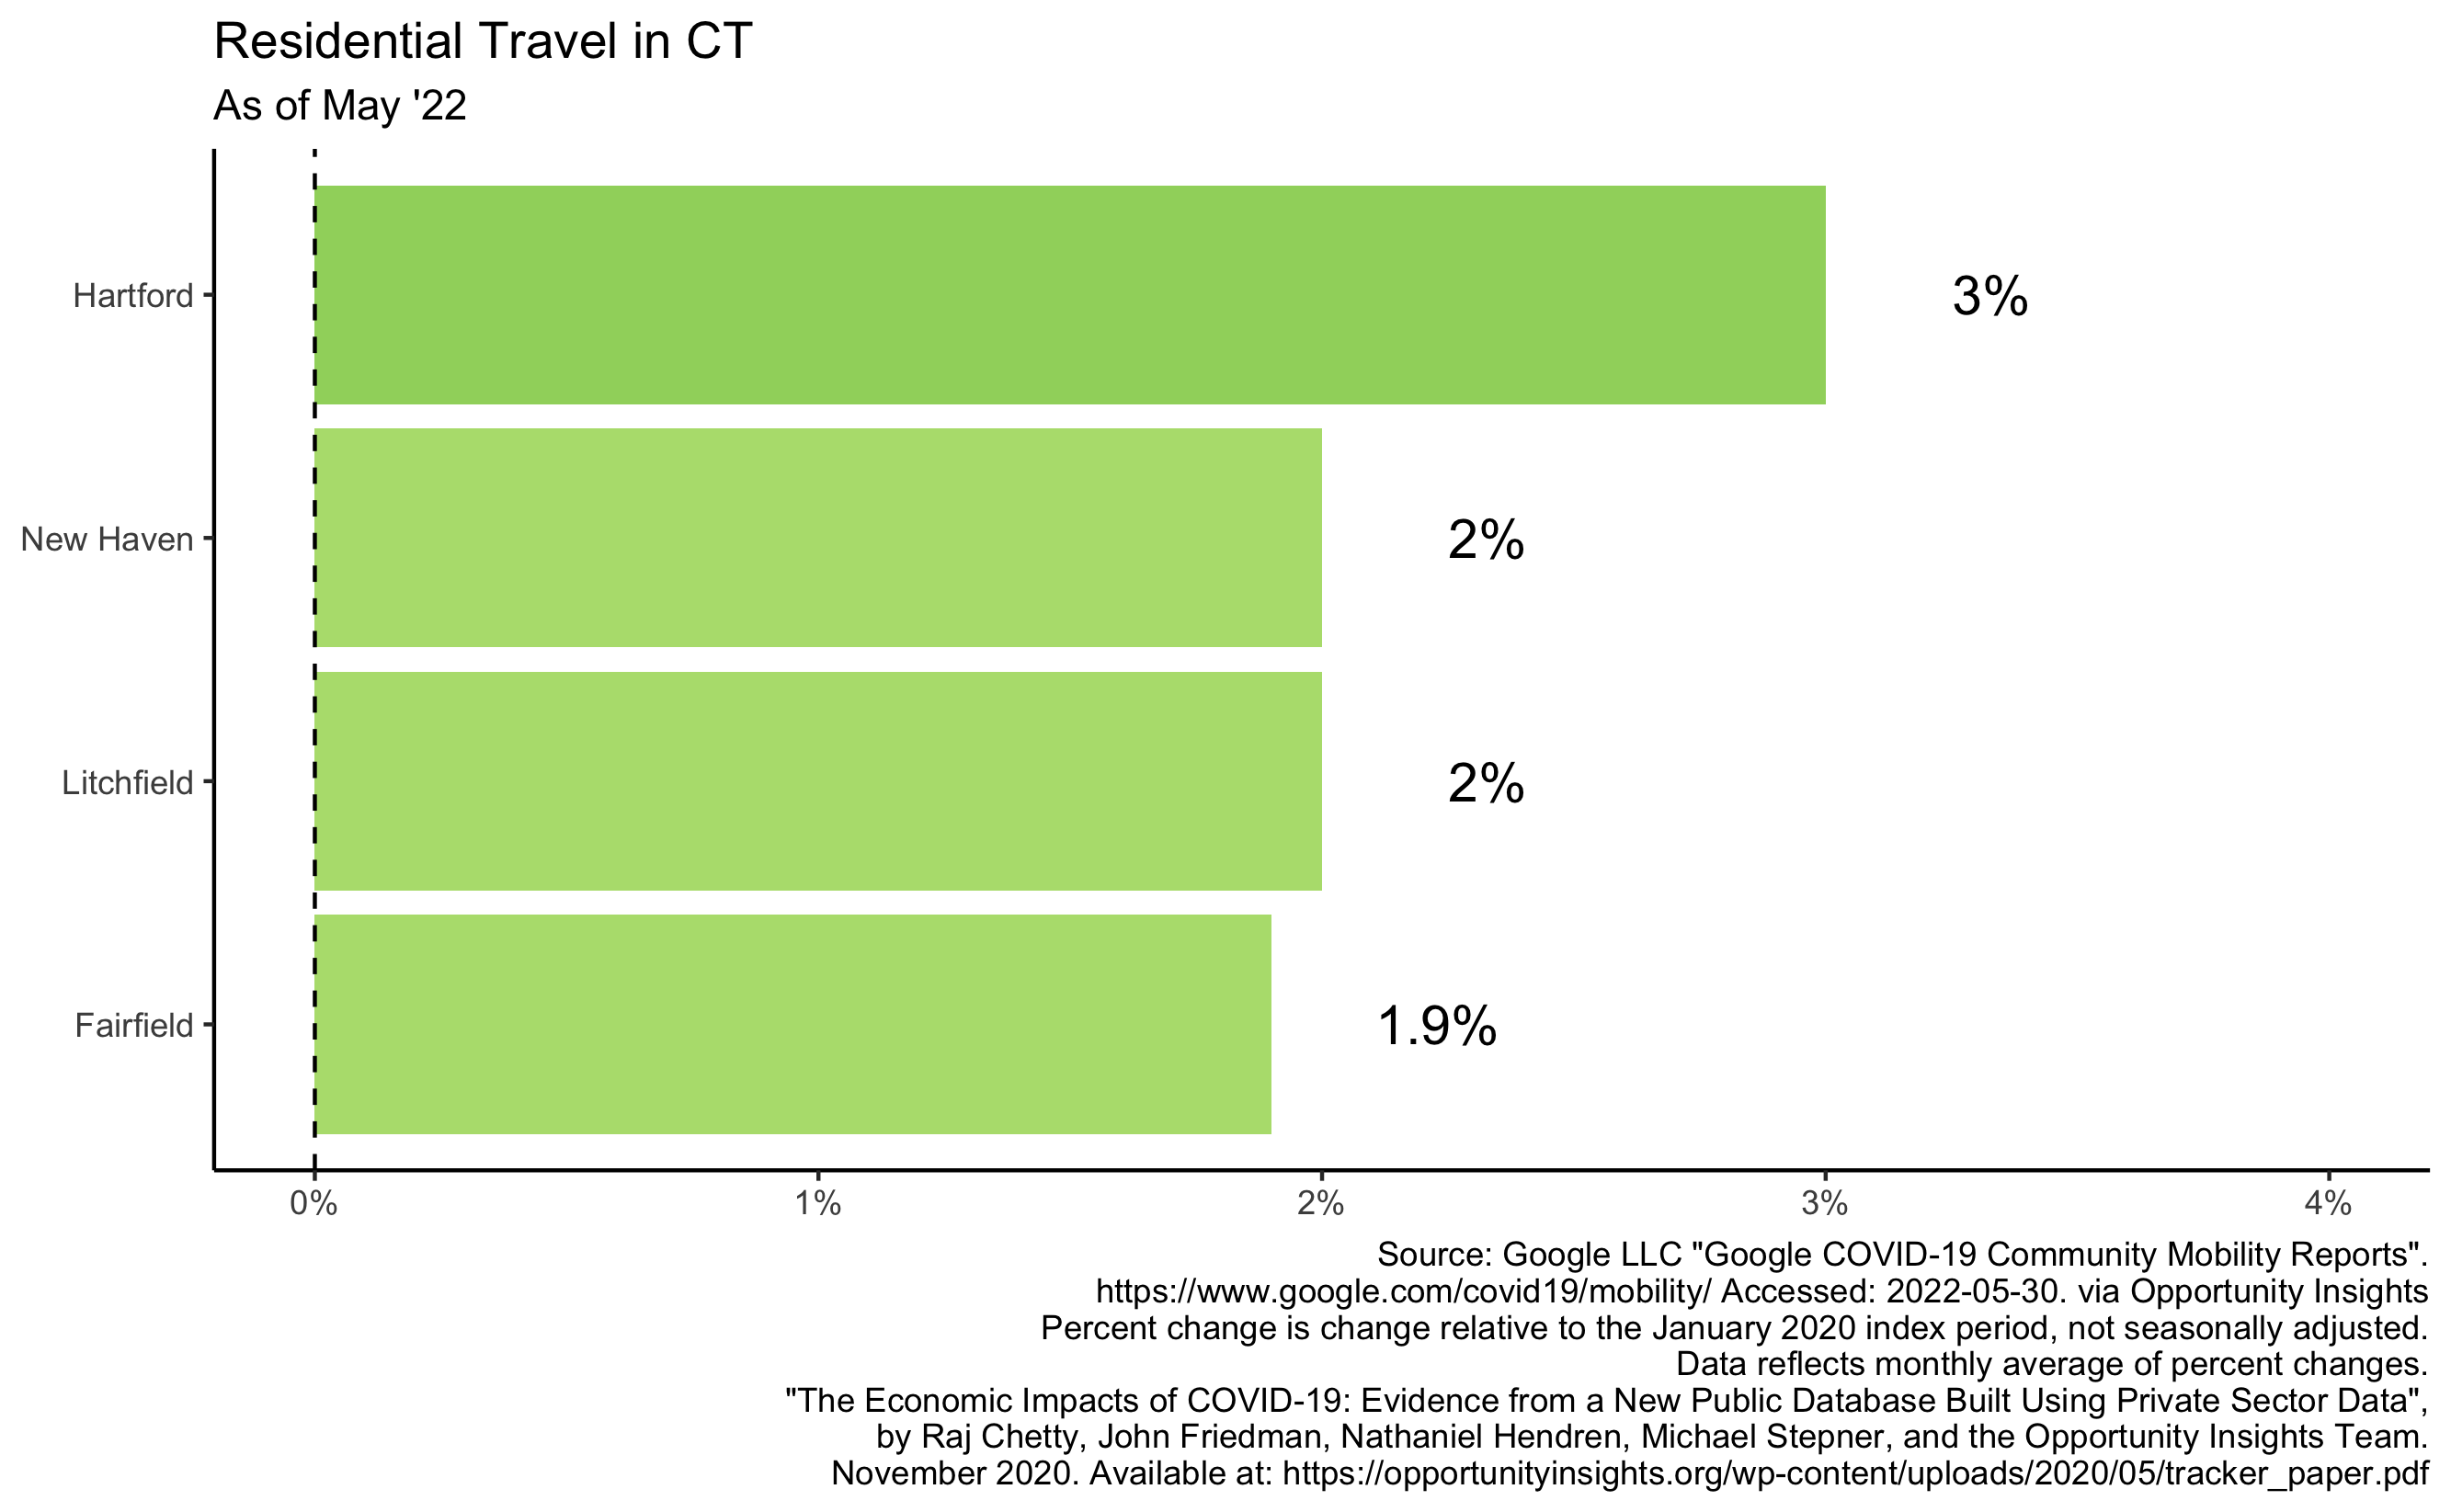 Residential Travel in CT
As of May '22
Hartford
3%
New Haven
2%
Litchfield
2%
Fairfield
1.9%
0% 1% 2% 3% 4%
Source: Google LLC "Google COVID-19 Community Mobility Reports".
https://www.google.com/covid19/mobility/ Accessed: 2022-05-30. via Opportunity Insights
Percent change is change relative to the January 2020 index period, not seasonally adjusted.
Data reflects monthly average of percent changes.
"The Economic Impacts of COVID-19: Evidence from a New Public Database Built Using Private Sector Data",
by Raj Chetty, John Friedman, Nathaniel Hendren, Michael Stepner, and the Opportunity Insights Team.
November 2020. Available at: https://opportunityinsights.org/wp-content/uploads/2020/05/tracker_paper.pdf